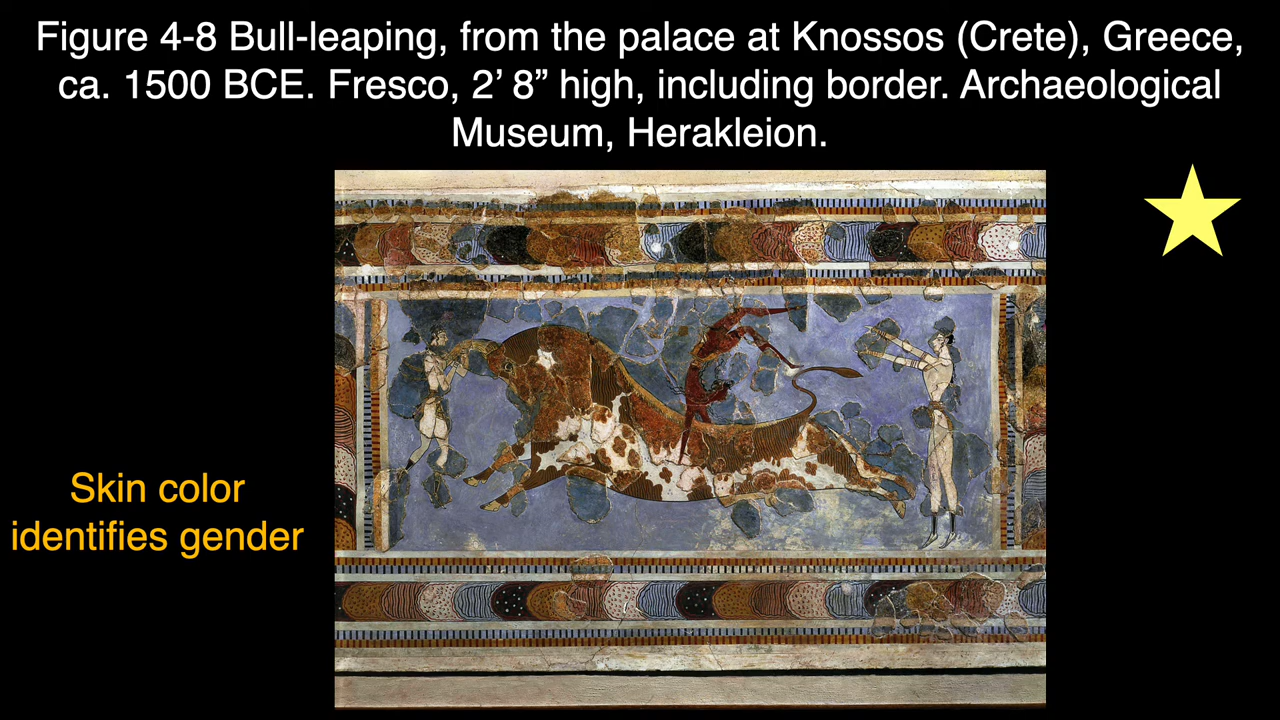 Figure 4-8 Bull-leaping, from the palace at Knossos (Crete), Greece,
ca. 1500 BCE. Fresco, 2’ 8” high, including border. Archaeological
Museum, Herakleion.
Skin color
identifies gender